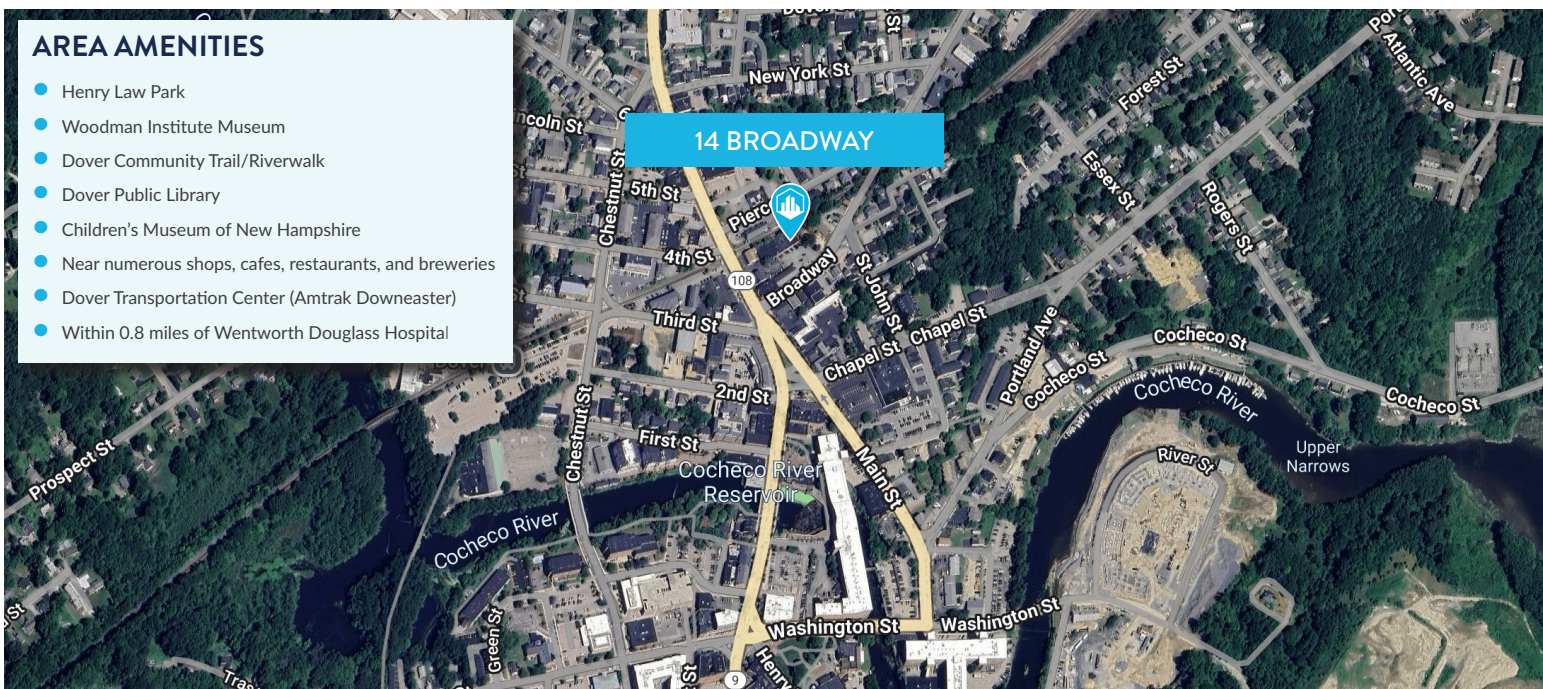 AREA AMENITIES
Henry Law Park
Woodman Institute Museum
Dover Community Trail/Riverwalk
Dover Public Library
Children's Museum of New Hampshire
Near numerous shops, cafes, restaurants, and breweries
Dover Transportation Center (Amtrak Downeaster)
Within 0.8 miles of Wentworth Douglass Hospital
New York St
Forest St
Atlantic Ave
14 BROADWAY
Chestnut St
5th St
Essex St
Rogers St
4th St
108
Broadway
St John St
Third St
Chapel St
Chapel St
Portland Ave
Cocheco St
Cocheco St
Cocheco St
Cocheco River
2nd St
Chestnut St
First St
Main St
Cocheco River
Reservoir
River St
Upper
Narrows
Prospect St
Cocheco River
Green St
Washington St
Washington St
Henry
9
St
St